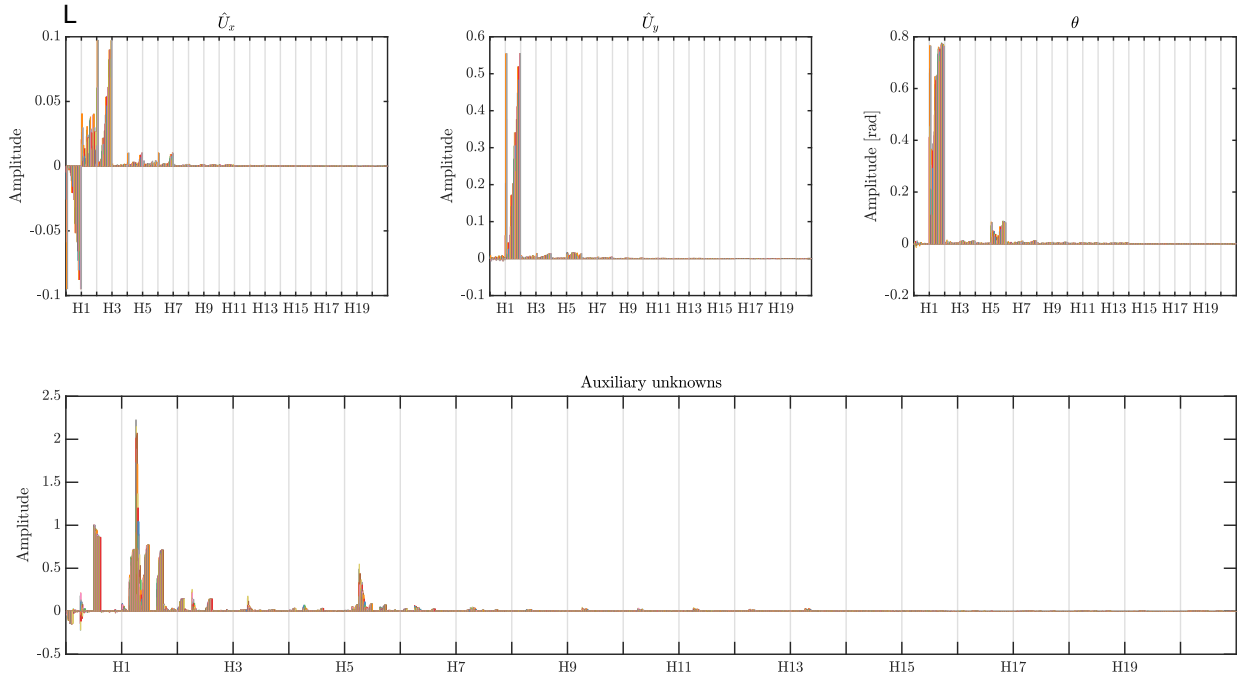 L
Û_x
Û_y
θ
0.1
0.05
0
-0.05
-0.1
Amplitude
H1 H3 H5 H7 H9 H11 H13 H15 H17 H19
0.6
0.5
0.4
0.3
0.2
0.1
0
-0.1
Amplitude
H1 H3 H5 H7 H9 H11 H13 H15 H17 H19
0.8
0.6
0.4
0.2
0
-0.2
Amplitude [rad]
H1 H3 H5 H7 H9 H11 H13 H15 H17 H19
Auxiliary unknowns
2.5
2
1.5
1
0.5
0
-0.5
Amplitude
H1 H3 H5 H7 H9 H11 H13 H15 H17 H19